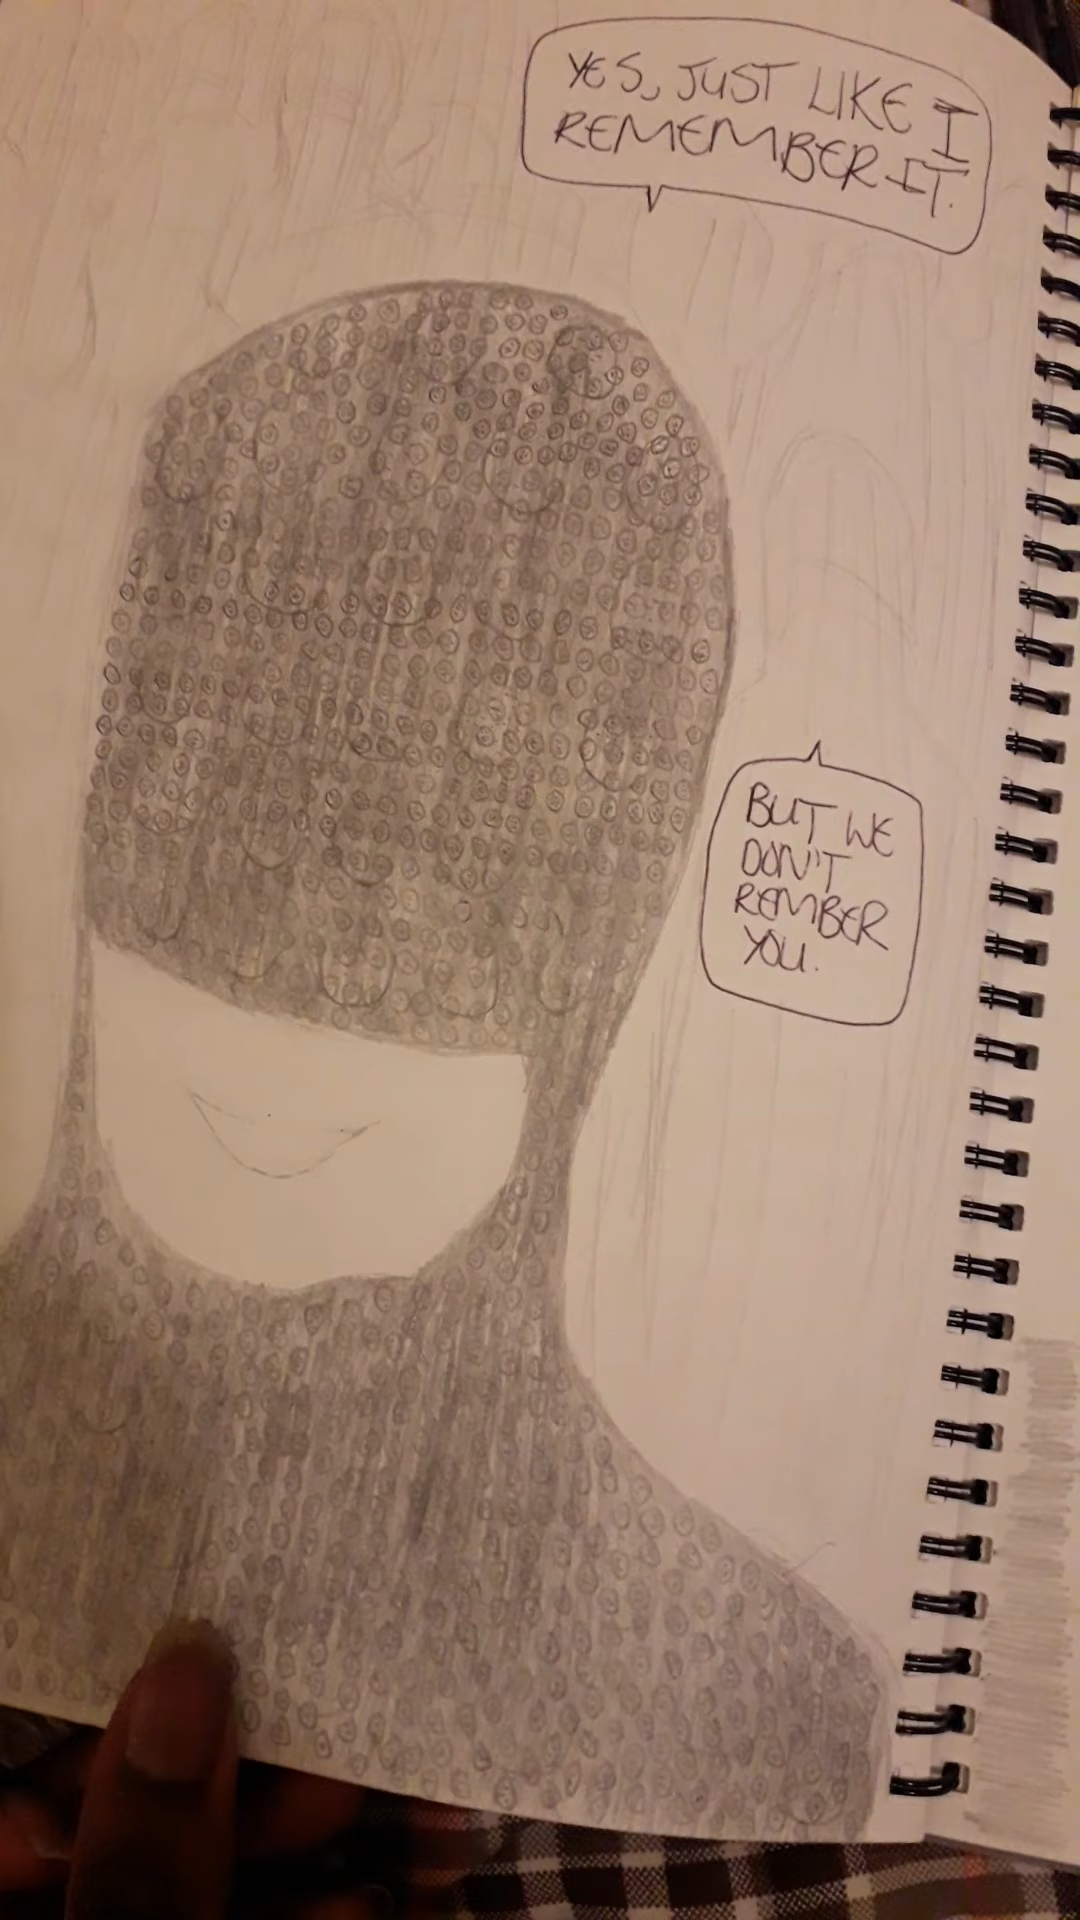 YES, JUST LIKE I
REMEMBER IT.
BUT WE
DON'T
REMBER
YOU.